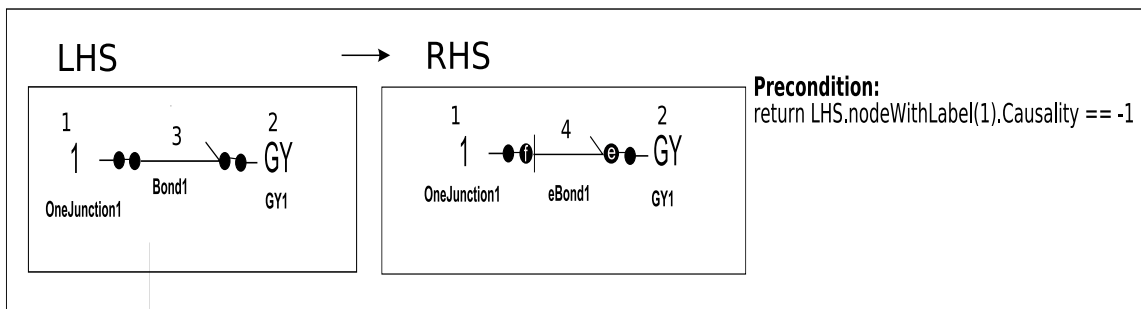 LHS
RHS
1
3
2
1
GY
Bond1
OneJunction1
GY1
1
4
2
1
f
e
GY
OneJunction1
eBond1
GY1
Precondition:
return LHS.nodeWithLabel(1).Causality == -1